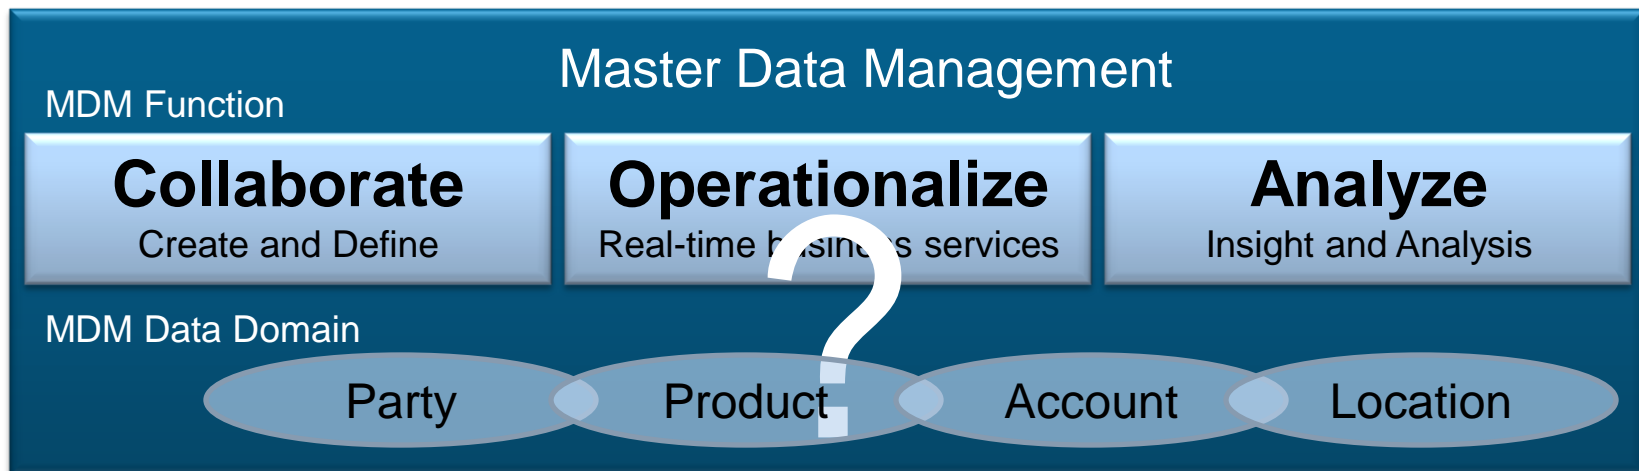 Master Data Management
MDM Function
Collaborate
Create and Define
Operationalize
Real-time business services
Analyze
Insight and Analysis
?
MDM Data Domain
Party
Product
Account
Location